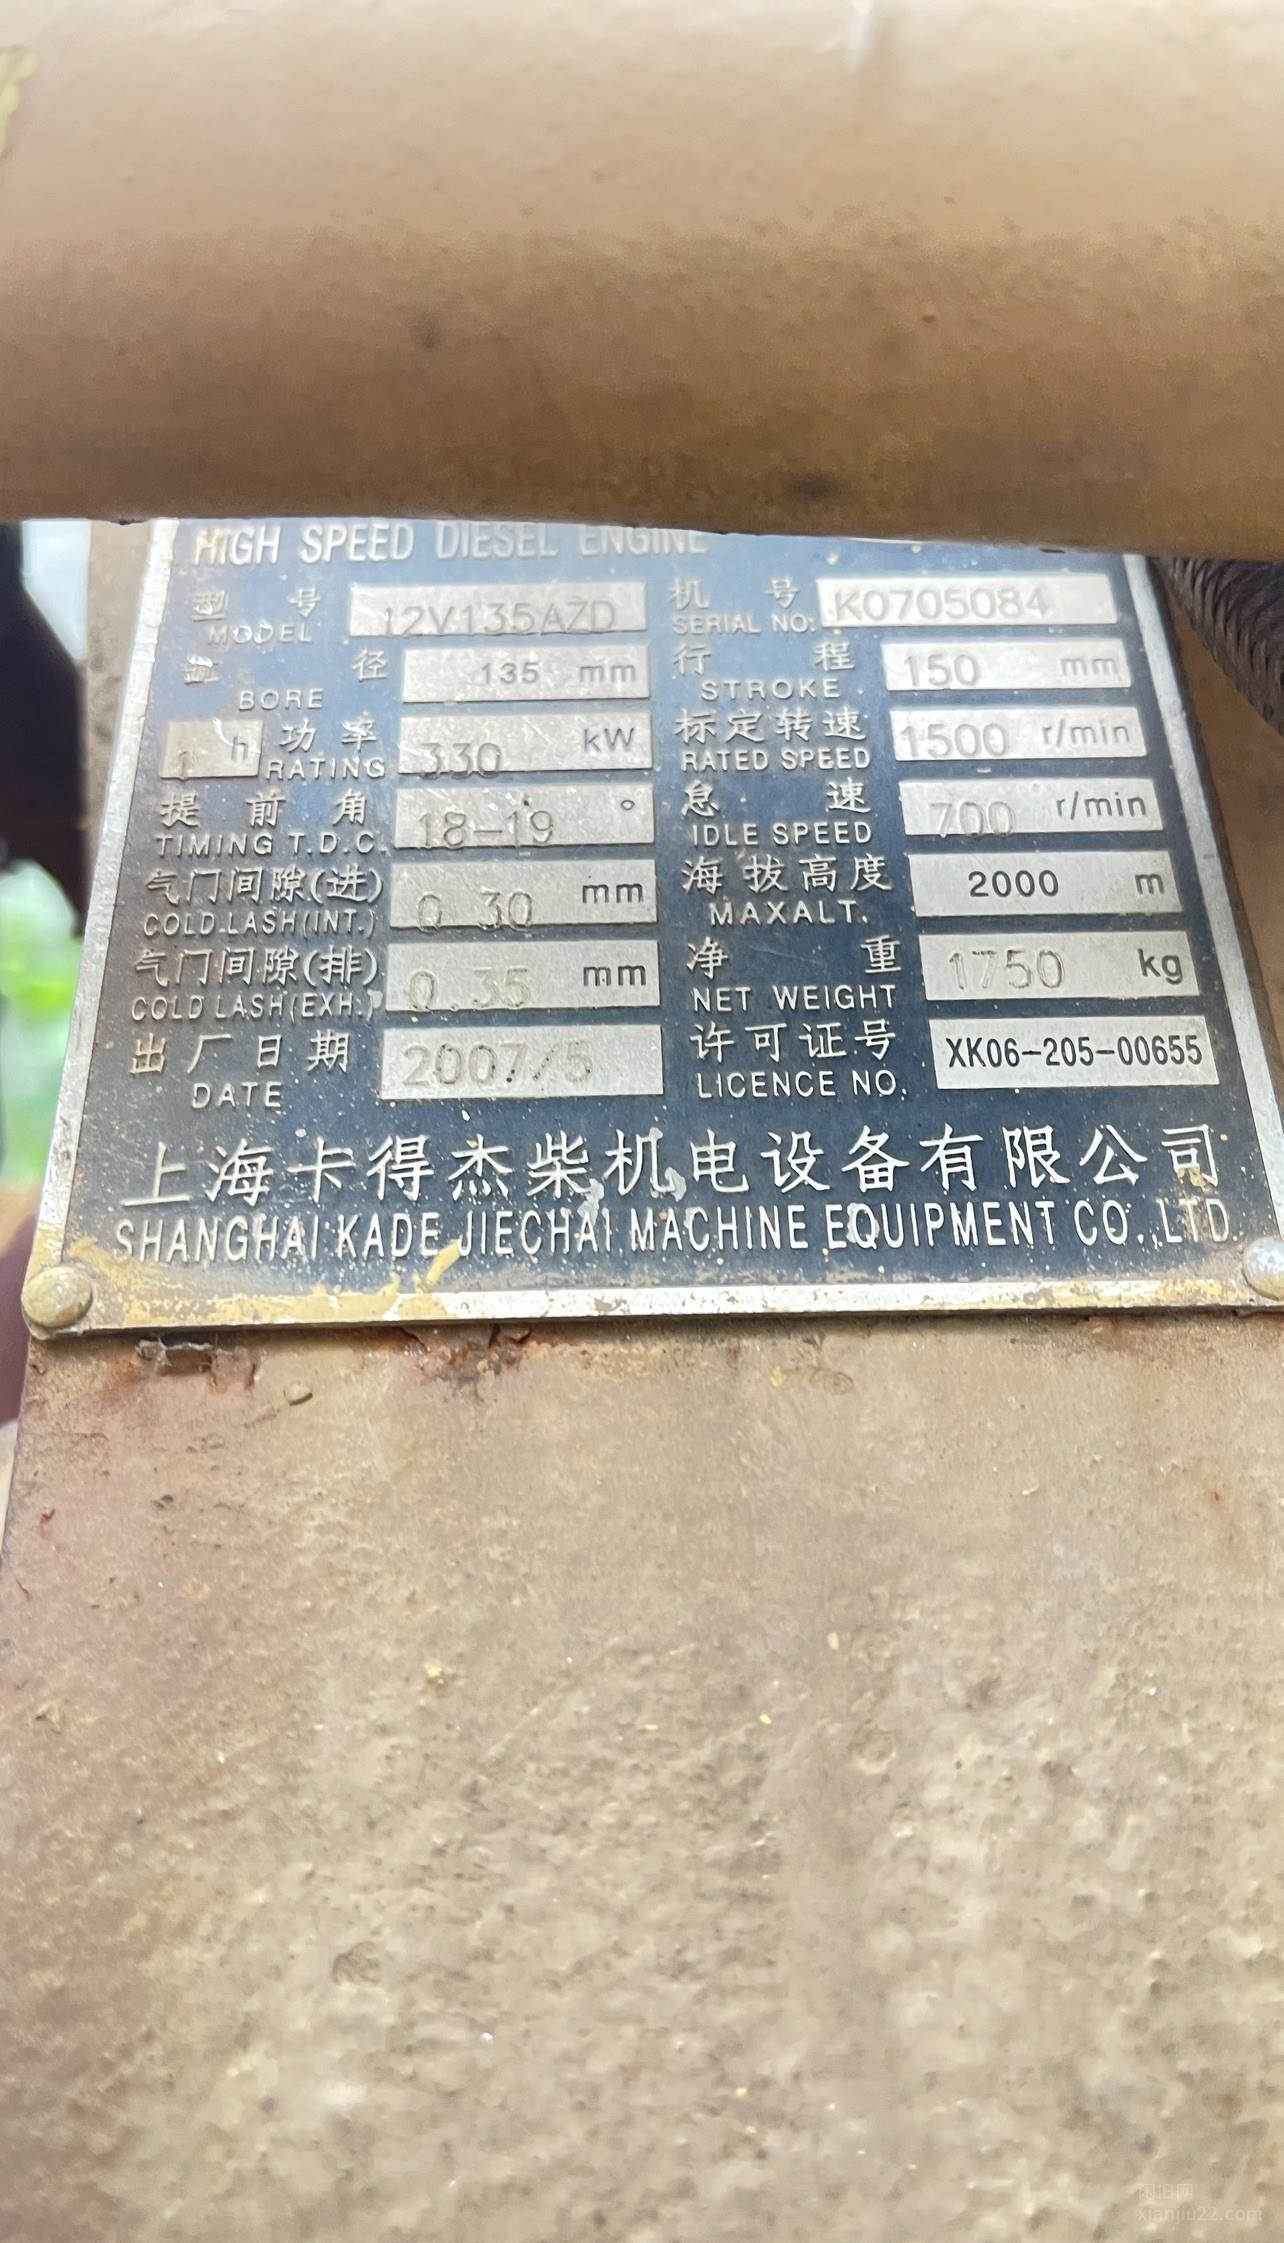 HIGH SPEED DIESEL ENGINE
型 号 12V135AZD 机 号 K0705084
MODEL SERIAL NO:
缸 径 135 mm 行 程 150 mm
BORE STROKE
1 h 功率 330 kW 标定转速 1500 r/min
RATING RATED SPEED
提 前 角 18-19 ° 怠 速 700 r/min
TIMING T.D.C. IDLE SPEED
气门间隙(进) 0.30 mm 海拔高度 2000 m
COLD LASH(INT.) MAXALT.
气门间隙(排) 0.35 mm 净 重 1750 kg
COLD LASH(EXH.) NET WEIGHT
出厂日期 2007/5 许可证号 XK06-205-00655
DATE LICENCE NO.
上海卡得杰柴机电设备有限公司
SHANGHAI KADE JIECHAI MACHINE EQUIPMENT CO.,LTD.
闲旧网
xianjiu22.com